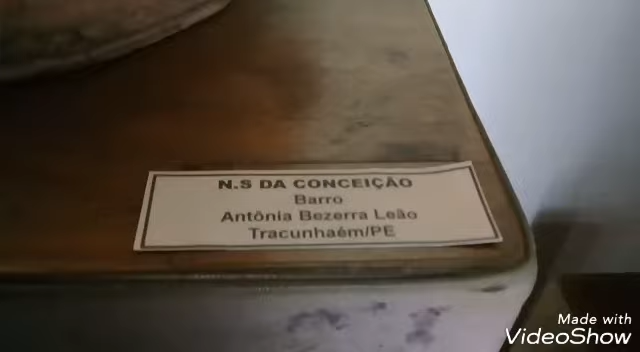 N.S DA CONCEIÇÃO
Barro
Antônia Bezerra Leão
Tracunhaém/PE
Made with
VideoShow